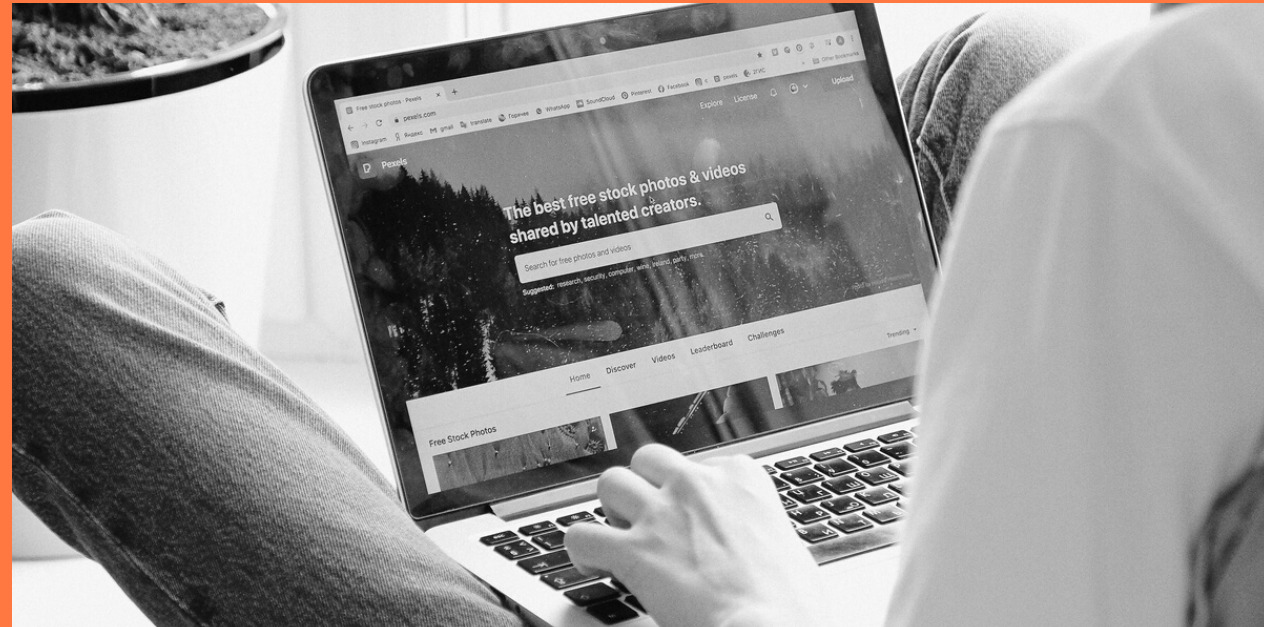 Free stock photos · Pexels
pexels.com
Instagram Яндекс gmail translate Горячее WhatsApp SoundCloud Pinterest Facebook c pexels Other Bookmarks
Pexels Explore License Upload
The best free stock photos & videos
shared by talented creators.
Search for free photos and videos
Suggested: research, security, computer, wine, ireland, party, more
Home Discover Videos Leaderboard Challenges
Free Stock Photos Trending
esc